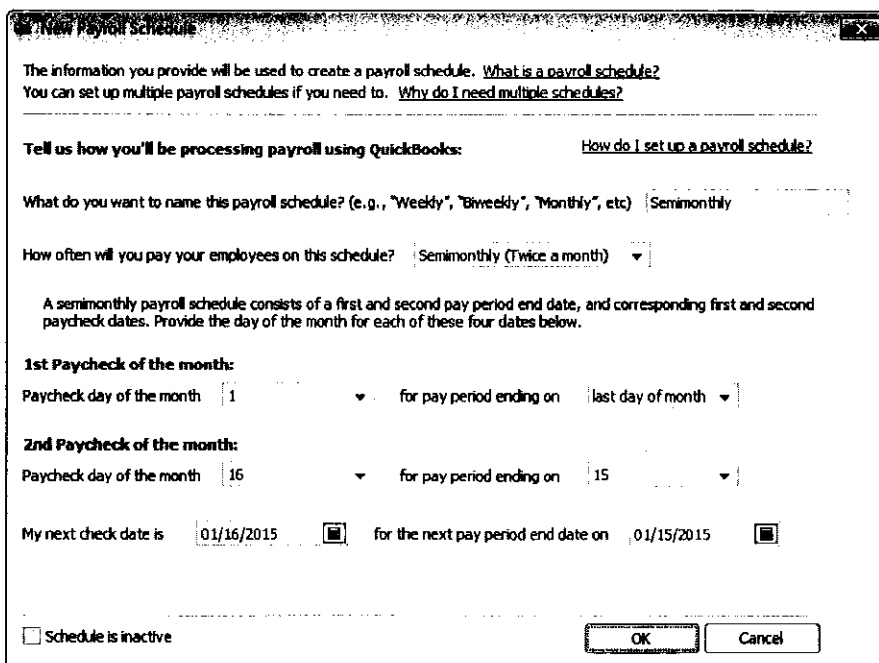 New Payroll Schedule
The information you provide will be used to create a payroll schedule. What is a payroll schedule?
You can set up multiple payroll schedules if you need to. Why do I need multiple schedules?
Tell us how you'll be processing payroll using QuickBooks: How do I set up a payroll schedule?
What do you want to name this payroll schedule? (e.g., "Weekly", "Biweekly", "Monthly", etc) Semimonthly
How often will you pay your employees on this schedule? Semimonthly (Twice a month)
A semimonthly payroll schedule consists of a first and second pay period end date, and corresponding first and second
paycheck dates. Provide the day of the month for each of these four dates below.
1st Paycheck of the month:
Paycheck day of the month 1 for pay period ending on last day of month
2nd Paycheck of the month:
Paycheck day of the month 16 for pay period ending on 15
My next check date is 01/16/2015 for the next pay period end date on 01/15/2015
Schedule is inactive OK Cancel